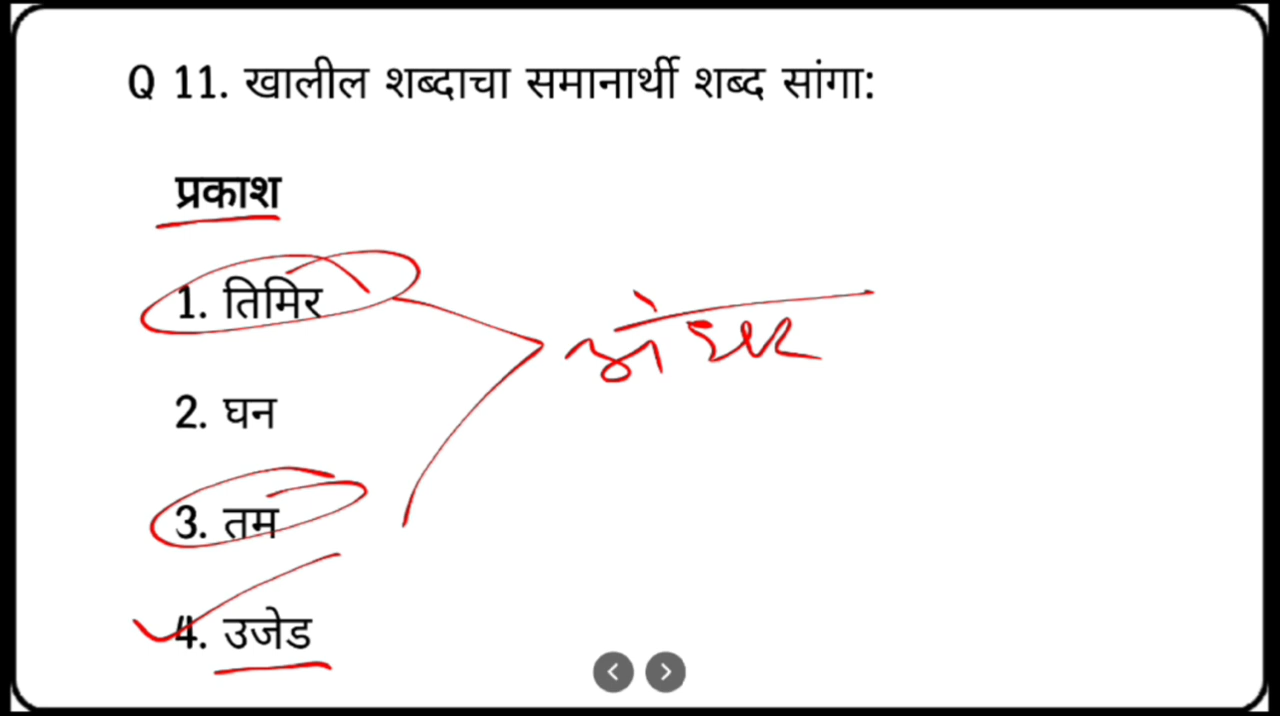 Q 11. खालील शब्दाचा समानार्थी शब्द सांगा:
प्रकाश
1. तिमिर
2. घन
3. तम
4. उजेड